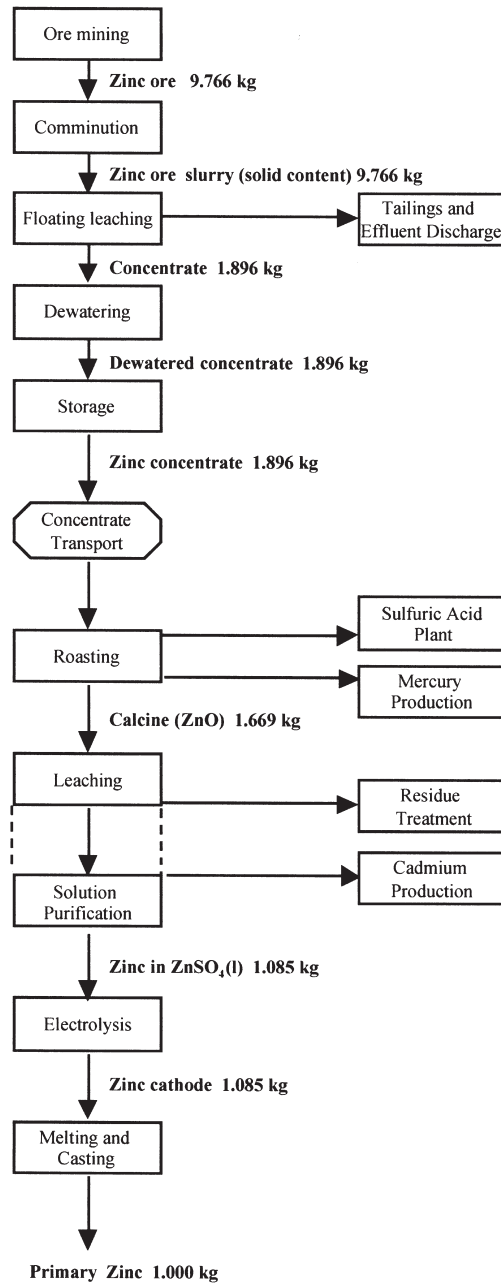 Ore mining
Zinc ore 9.766 kg
Comminution
Zinc ore slurry (solid content) 9.766 kg
Floating leaching
Tailings and
Effluent Discharge
Concentrate 1.896 kg
Dewatering
Dewatered concentrate 1.896 kg
Storage
Zinc concentrate 1.896 kg
Concentrate
Transport
Sulfuric Acid
Plant
Roasting
Mercury
Production
Calcine (ZnO) 1.669 kg
Leaching
Residue
Treatment
Cadmium
Production
Solution
Purification
Zinc in ZnSO₄(l) 1.085 kg
Electrolysis
Zinc cathode 1.085 kg
Melting and
Casting
Primary Zinc 1.000 kg